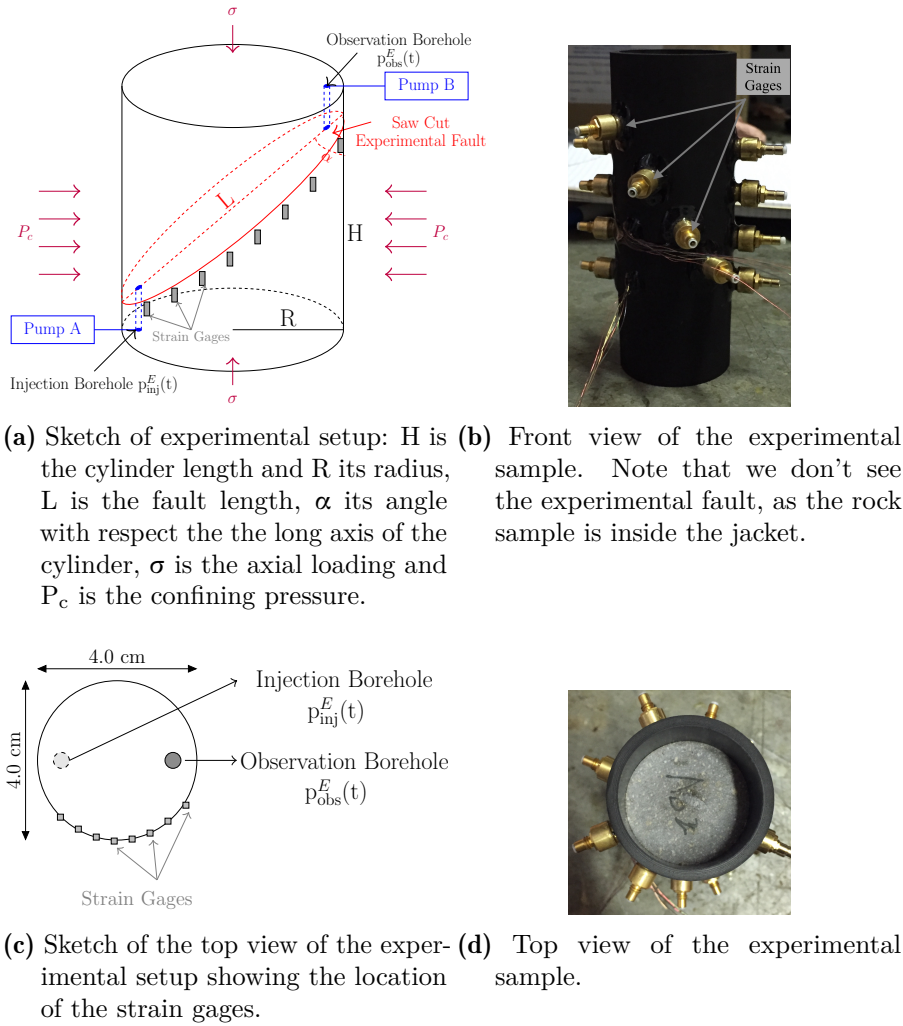 σ
Observation Borehole
p^E_obs(t)
Pump B
Saw Cut
Experimental Fault
α
L
P_c
P_c
H
R
Pump A
Strain Gages
Injection Borehole p^E_inj(t)
σ
Strain
Gages
(a) Sketch of experimental setup: H is
the cylinder length and R its radius,
L is the fault length, α its angle
with respect the the long axis of the
cylinder, σ is the axial loading and
P_c is the confining pressure.
(b) Front view of the experimental
sample. Note that we don't see
the experimental fault, as the rock
sample is inside the jacket.
4.0 cm
4.0 cm
Injection Borehole
p^E_inj(t)
Observation Borehole
p^E_obs(t)
Strain Gages
(c) Sketch of the top view of the exper-
imental setup showing the location
of the strain gages.
(d) Top view of the experimental
sample.